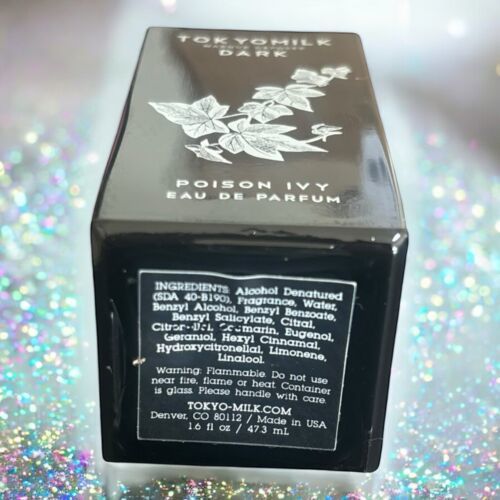 TOKYOMILK
DARK
POISON IVY
EAU DE PARFUM
INGREDIENTS: Alcohol Denatured
(SDA 40-B190), Fragrance, Water,
Benzyl Alcohol, Benzyl Benzoate,
Benzyl Salicylate, Citral,
Eugenol,
Geraniol, Hexyl Cinnamal,
Hydroxycitronellal, Limonene,
Linalool.
Warning: Flammable. Do not use
near fire, flame or heat. Container
is glass. Please handle with care.
TOKYO-MILK.COM
Denver, CO 80112 / Made in USA
1.6 fl oz / 47.3 mL